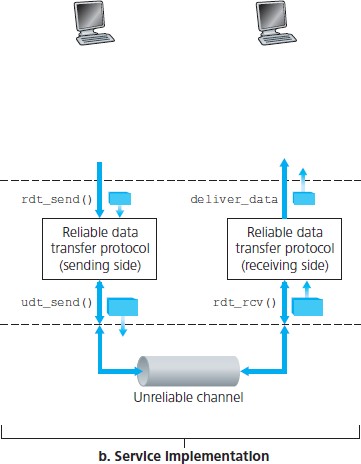 rdt_send()
deliver_data
Reliable data
transfer protocol
(sending side)
Reliable data
transfer protocol
(receiving side)
udt_send()
rdt_rcv()
Unreliable channel
b. Service implementation